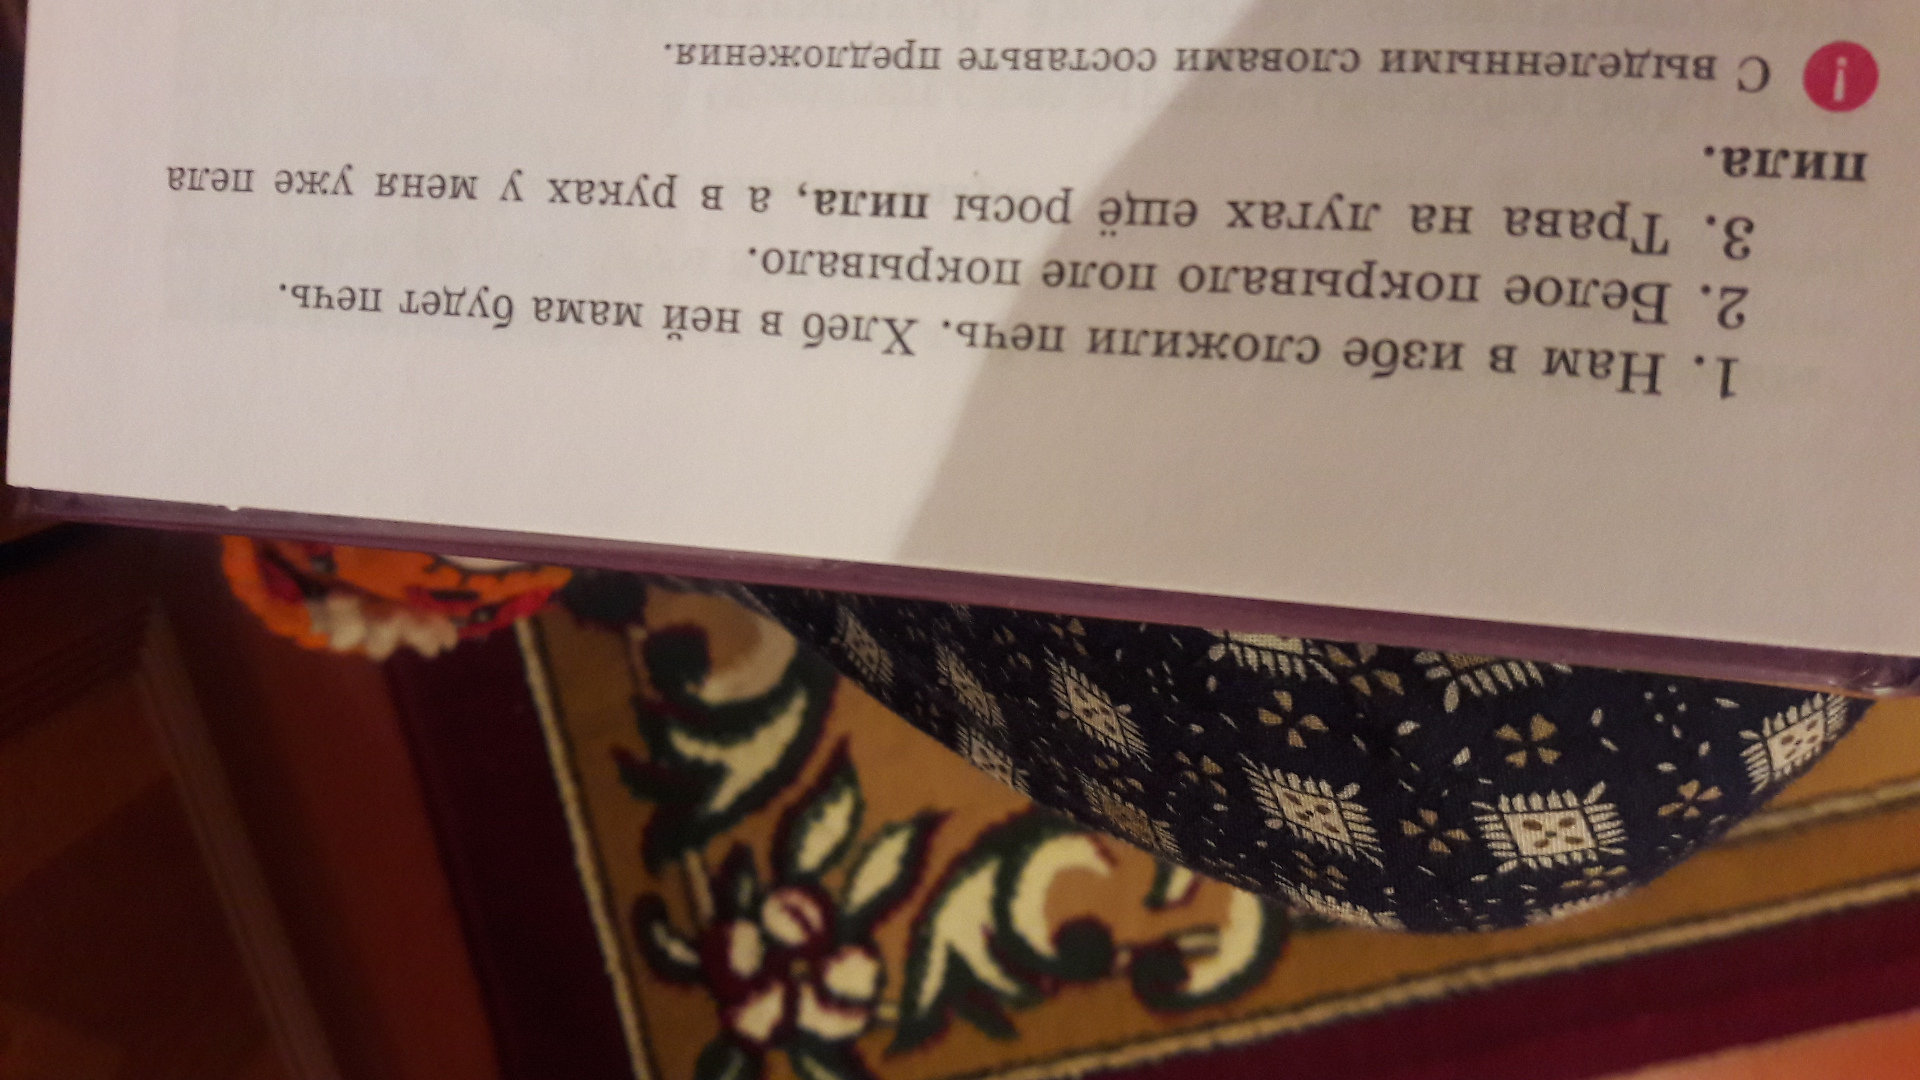 1. Нам в избе сложили печь. Хлеб в ней мама будет печь.
2. Белое покрывало поле покрывало.
3. Трава на лугах ещё росы пила, а в руках у меня уже пела
пила.
! С выделенными словами составьте предложения.